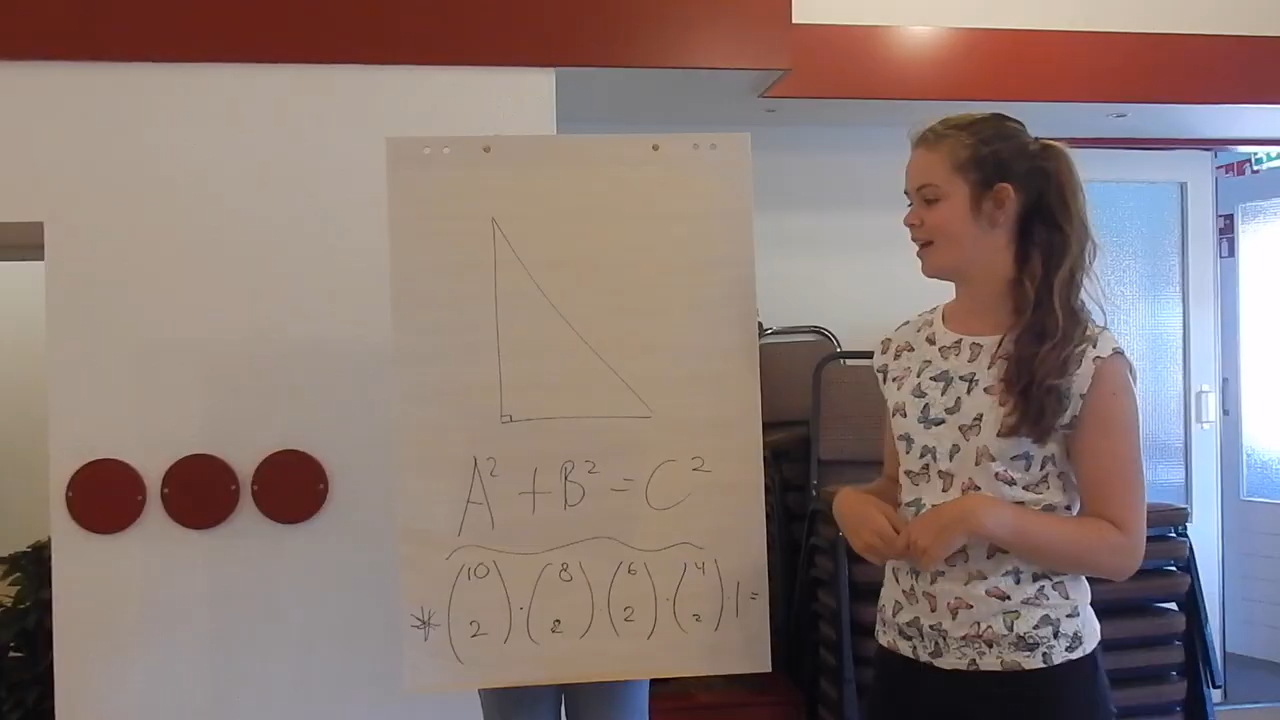 A² + B² = C²
* (10 2) · (8 2) · (6 2) · (4 2) · 1 =